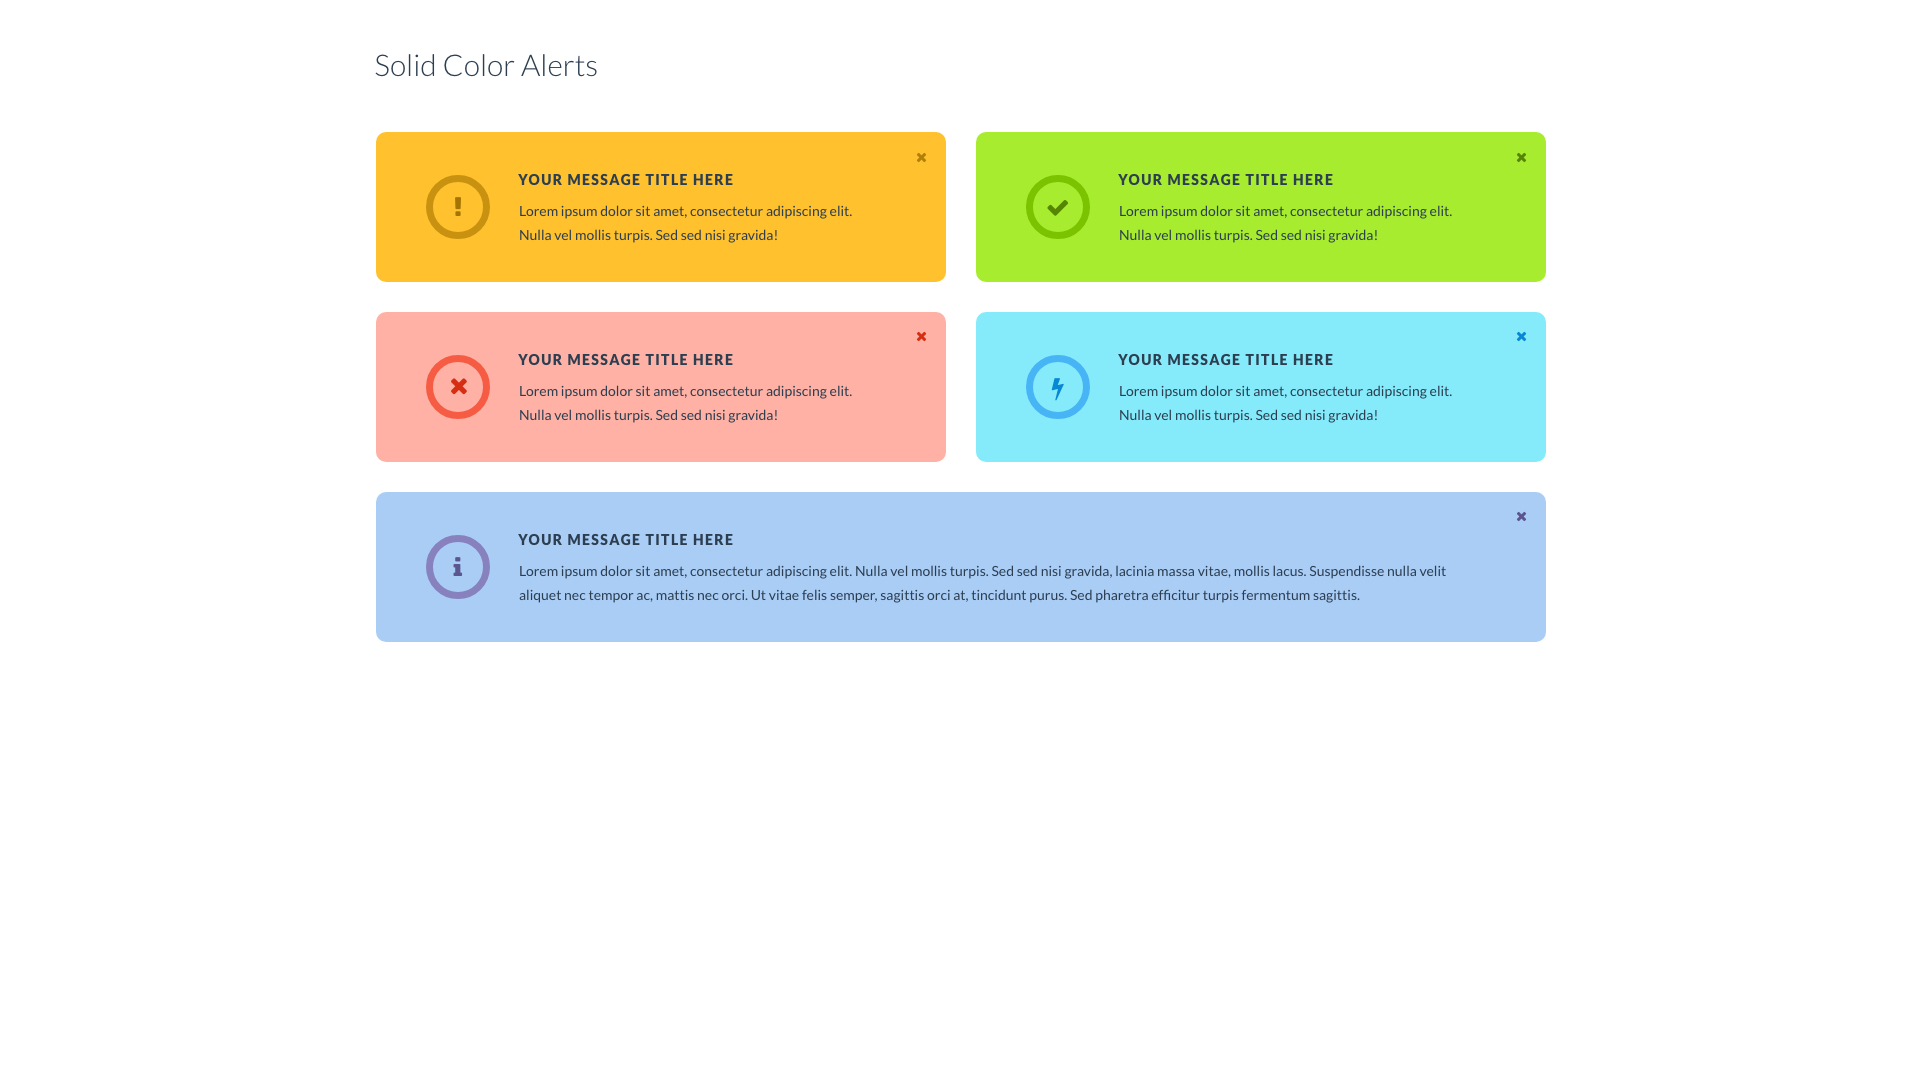 Solid Color Alerts
YOUR MESSAGE TITLE HERE
Lorem ipsum dolor sit amet, consectetur adipiscing elit.
Nulla vel mollis turpis. Sed sed nisi gravida!
YOUR MESSAGE TITLE HERE
Lorem ipsum dolor sit amet, consectetur adipiscing elit.
Nulla vel mollis turpis. Sed sed nisi gravida!
YOUR MESSAGE TITLE HERE
Lorem ipsum dolor sit amet, consectetur adipiscing elit.
Nulla vel mollis turpis. Sed sed nisi gravida!
YOUR MESSAGE TITLE HERE
Lorem ipsum dolor sit amet, consectetur adipiscing elit.
Nulla vel mollis turpis. Sed sed nisi gravida!
YOUR MESSAGE TITLE HERE
Lorem ipsum dolor sit amet, consectetur adipiscing elit. Nulla vel mollis turpis. Sed sed nisi gravida, lacinia massa vitae, mollis lacus. Suspendisse nulla velit
aliquet nec tempor ac, mattis nec orci. Ut vitae felis semper, sagittis orci at, tincidunt purus. Sed pharetra efficitur turpis fermentum sagittis.